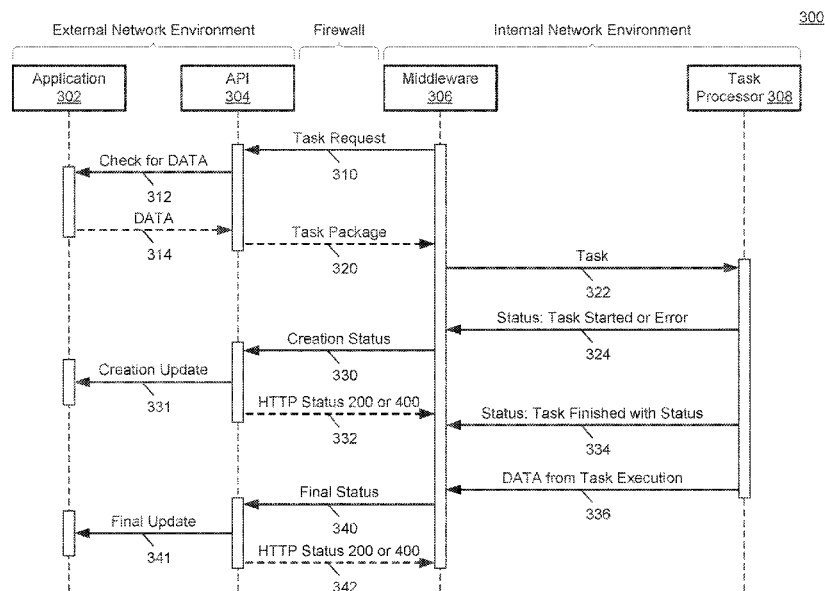 300
External Network Environment
Firewall
Internal Network Environment
Application
302
API
304
Middleware
306
Task
Processor 308
Task Request
310
Check for DATA
312
DATA
314
Task Package
320
Task
322
Status: Task Started or Error
324
Creation Status
330
Creation Update
331
HTTP Status 200 or 400
332
Status: Task Finished with Status
334
DATA from Task Execution
336
Final Status
340
Final Update
341
HTTP Status 200 or 400
342